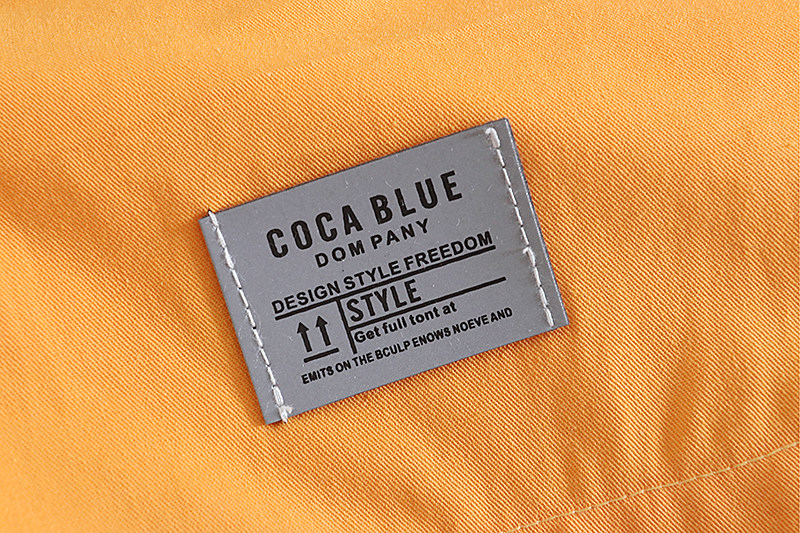 COCA BLUE
DOM PANY
DESIGN STYLE FREEDOM
STYLE
Get full tont at
EMITS ON THE BCULP ENOWS NOEVE AND